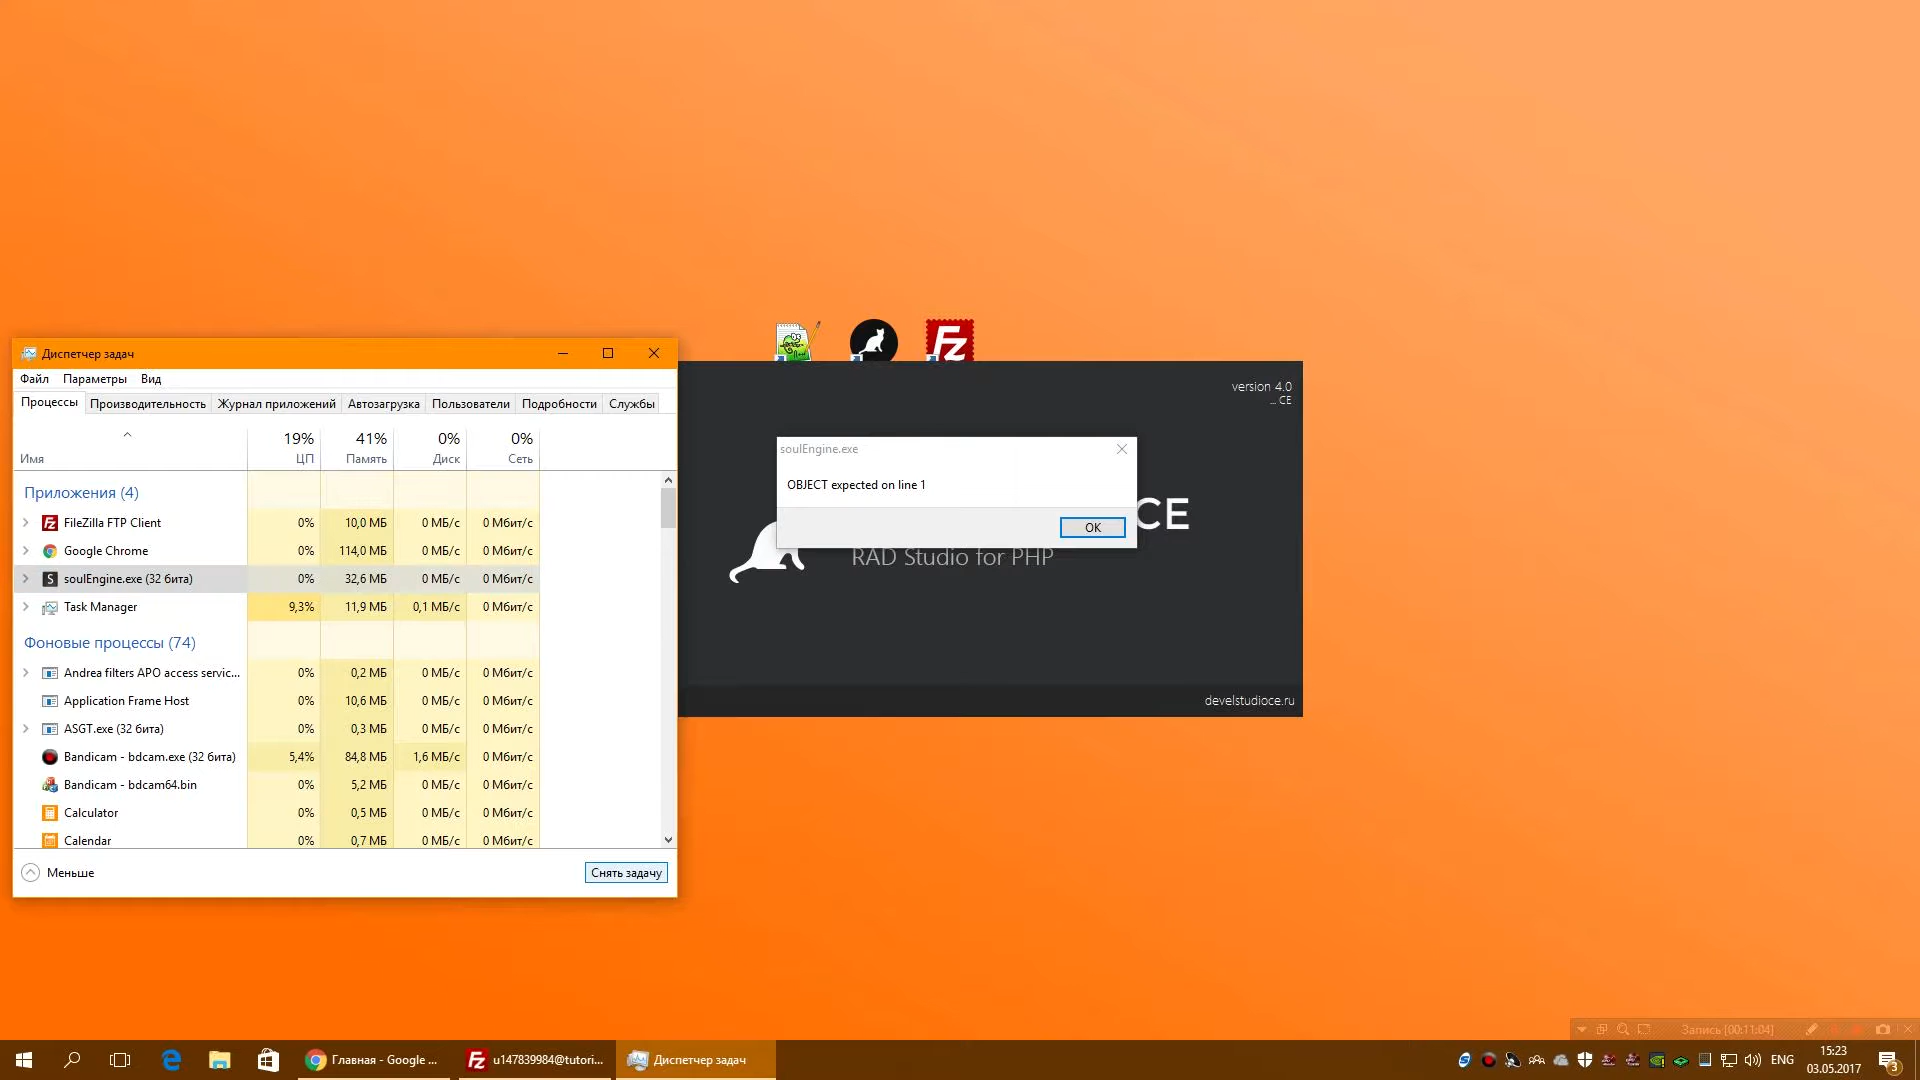 Диспетчер задач
Файл Параметры Вид
Процессы Производительность Журнал приложений Автозагрузка Пользователи Подробности Службы
19% 41% 0% 0%
Имя ЦП Память Диск Сеть
Приложения (4)
FileZilla FTP Client 0% 10,0 МБ 0 МБ/с 0 Мбит/с
Google Chrome 0% 114,0 МБ 0 МБ/с 0 Мбит/с
soulEngine.exe (32 бита) 0% 32,6 МБ 0 МБ/с 0 Мбит/с
Task Manager 9,3% 11,9 МБ 0,1 МБ/с 0 Мбит/с
Фоновые процессы (74)
Andrea filters APO access servic... 0% 0,2 МБ 0 МБ/с 0 Мбит/с
Application Frame Host 0% 10,6 МБ 0 МБ/с 0 Мбит/с
ASGT.exe (32 бита) 0% 0,3 МБ 0 МБ/с 0 Мбит/с
Bandicam - bdcam.exe (32 бита) 5,4% 84,8 МБ 1,6 МБ/с 0 Мбит/с
Bandicam - bdcam64.bin 0% 5,2 МБ 0 МБ/с 0 Мбит/с
Calculator 0% 0,5 МБ 0 МБ/с 0 Мбит/с
Calendar 0% 0,7 МБ 0 МБ/с 0 Мбит/с
Меньше
Снять задачу
version 4.0
... CE
soulEngine.exe
OBJECT expected on line 1
OK
CE
RAD Studio for PHP
develstudioce.ru
Запись [00:11:04]
Главная - Google ...
u147839984@tutori...
Диспетчер задач
ENG
15:23
03.05.2017
3